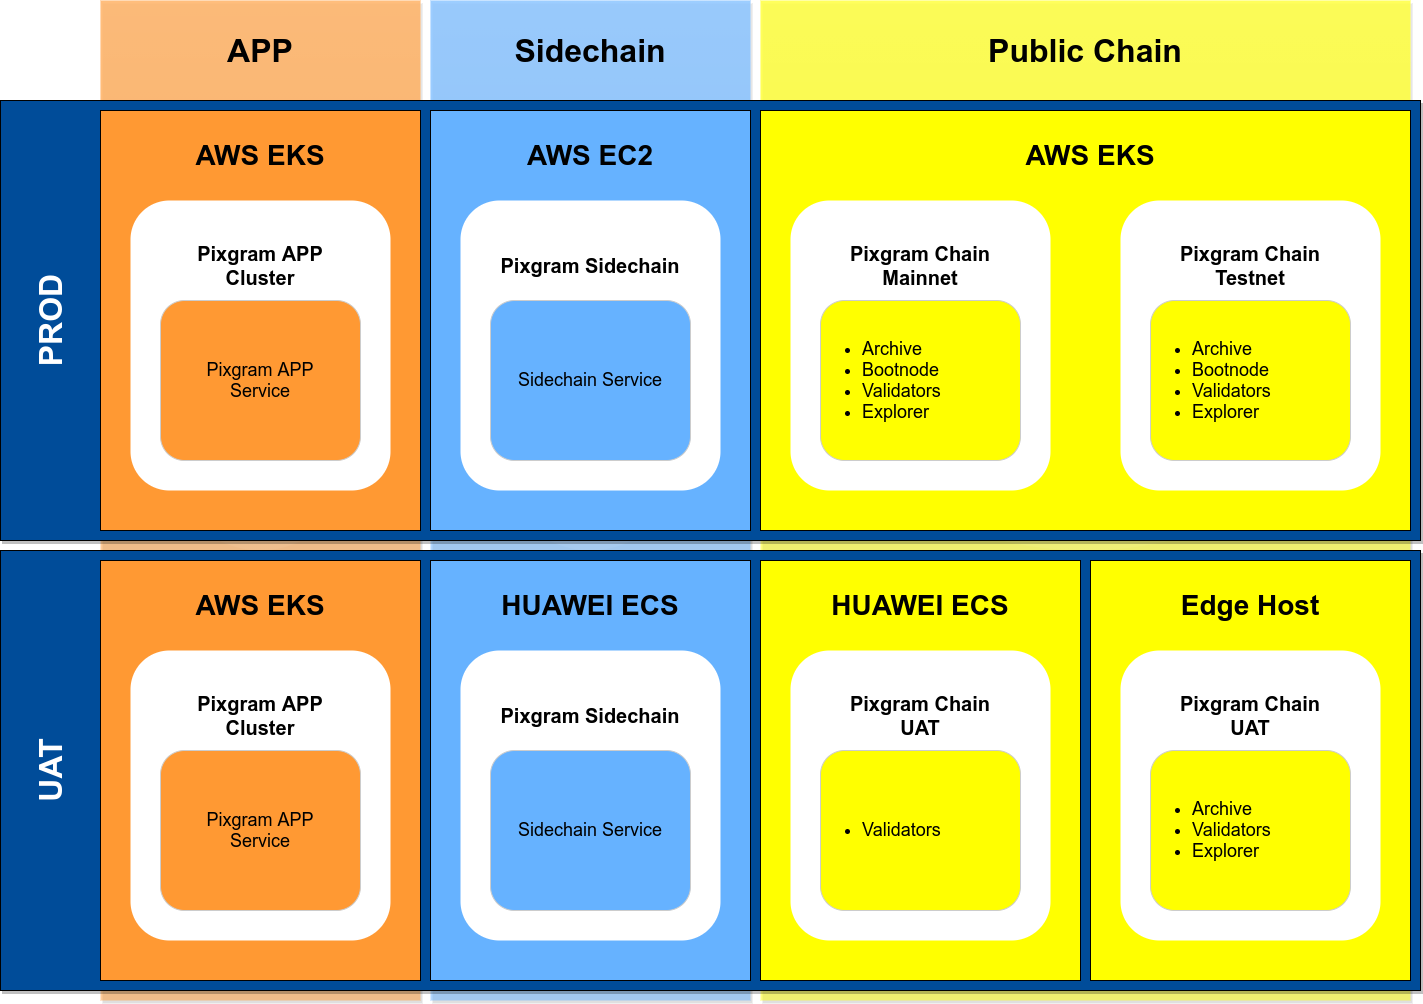 APP
Sidechain
Public Chain
PROD
AWS EKS
Pixgram APP
Cluster
Pixgram APP
Service
AWS EC2
Pixgram Sidechain
Sidechain Service
AWS EKS
Pixgram Chain
Mainnet
• Archive
• Bootnode
• Validators
• Explorer
Pixgram Chain
Testnet
• Archive
• Bootnode
• Validators
• Explorer
UAT
AWS EKS
Pixgram APP
Cluster
Pixgram APP
Service
HUAWEI ECS
Pixgram Sidechain
Sidechain Service
HUAWEI ECS
Pixgram Chain
UAT
• Validators
Edge Host
Pixgram Chain
UAT
• Archive
• Validators
• Explorer